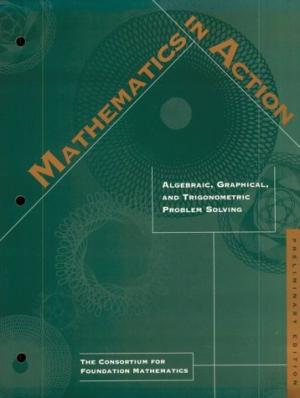 MATHEMATICS
IN
ACTION
ALGEBRAIC, GRAPHICAL,
AND TRIGONOMETRIC
PROBLEM SOLVING
PRELIMINARY EDITION
THE CONSORTIUM FOR
FOUNDATION MATHEMATICS